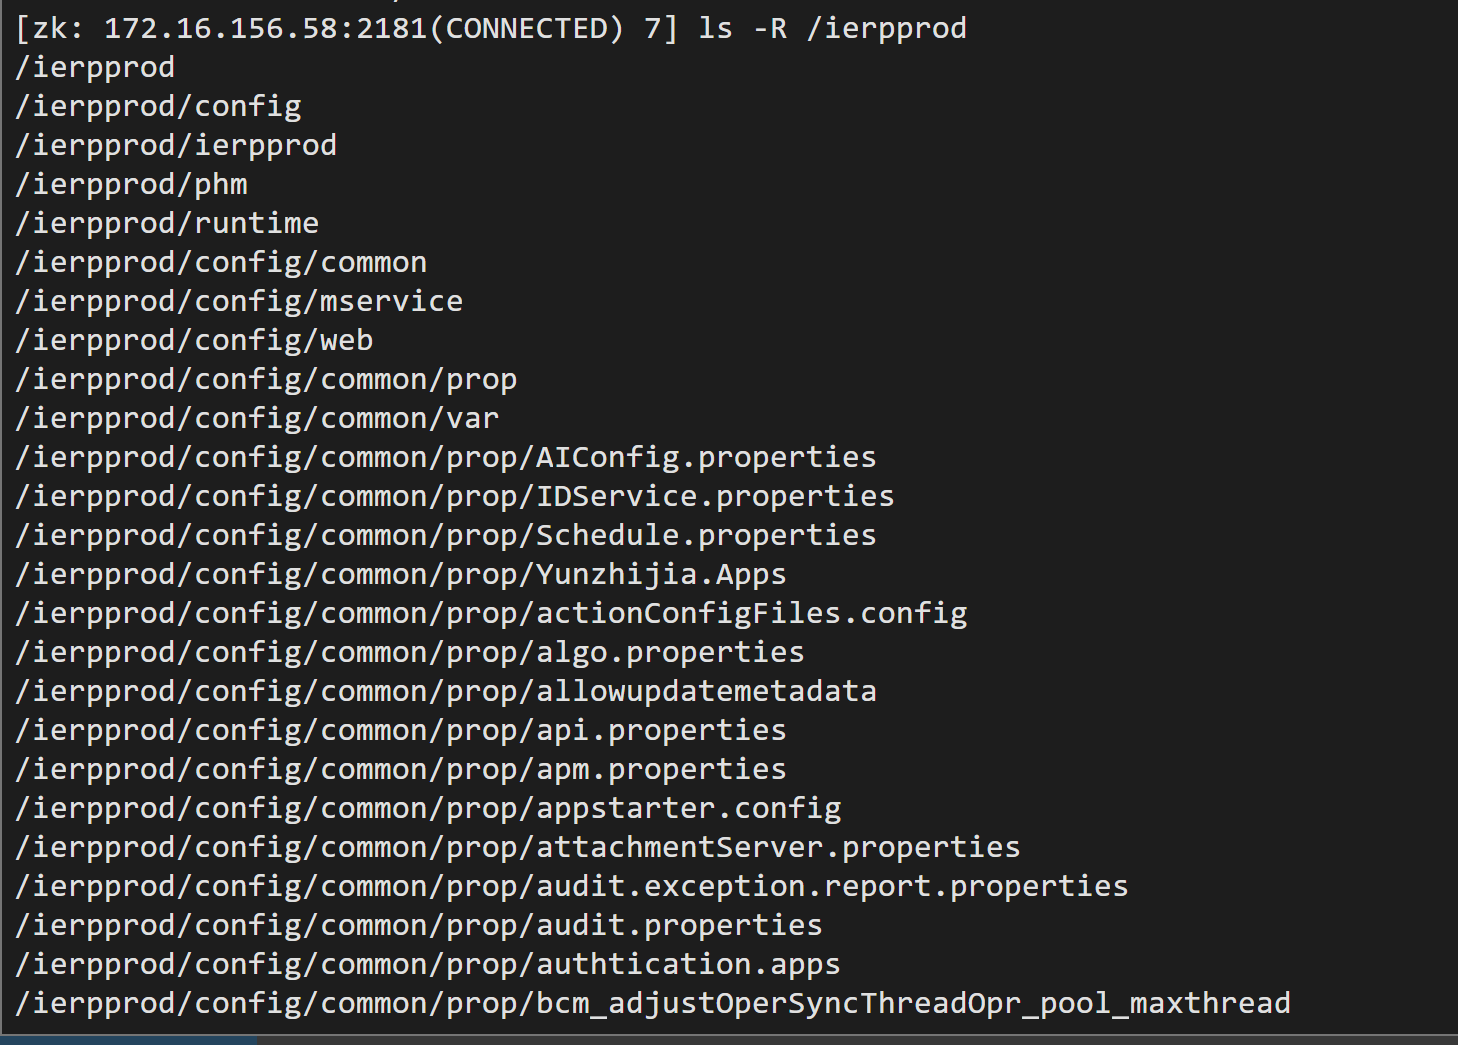 [zk: 172.16.156.58:2181(CONNECTED) 7] ls -R /ierpprod
/ierpprod
/ierpprod/config
/ierpprod/ierpprod
/ierpprod/phm
/ierpprod/runtime
/ierpprod/config/common
/ierpprod/config/mservice
/ierpprod/config/web
/ierpprod/config/common/prop
/ierpprod/config/common/var
/ierpprod/config/common/prop/AIConfig.properties
/ierpprod/config/common/prop/IDService.properties
/ierpprod/config/common/prop/Schedule.properties
/ierpprod/config/common/prop/Yunzhijia.Apps
/ierpprod/config/common/prop/actionConfigFiles.config
/ierpprod/config/common/prop/algo.properties
/ierpprod/config/common/prop/allowupdatemetadata
/ierpprod/config/common/prop/api.properties
/ierpprod/config/common/prop/apm.properties
/ierpprod/config/common/prop/appstarter.config
/ierpprod/config/common/prop/attachmentServer.properties
/ierpprod/config/common/prop/audit.exception.report.properties
/ierpprod/config/common/prop/audit.properties
/ierpprod/config/common/prop/authtication.apps
/ierpprod/config/common/prop/bcm_adjustOperSyncThreadOpr_pool_maxthread